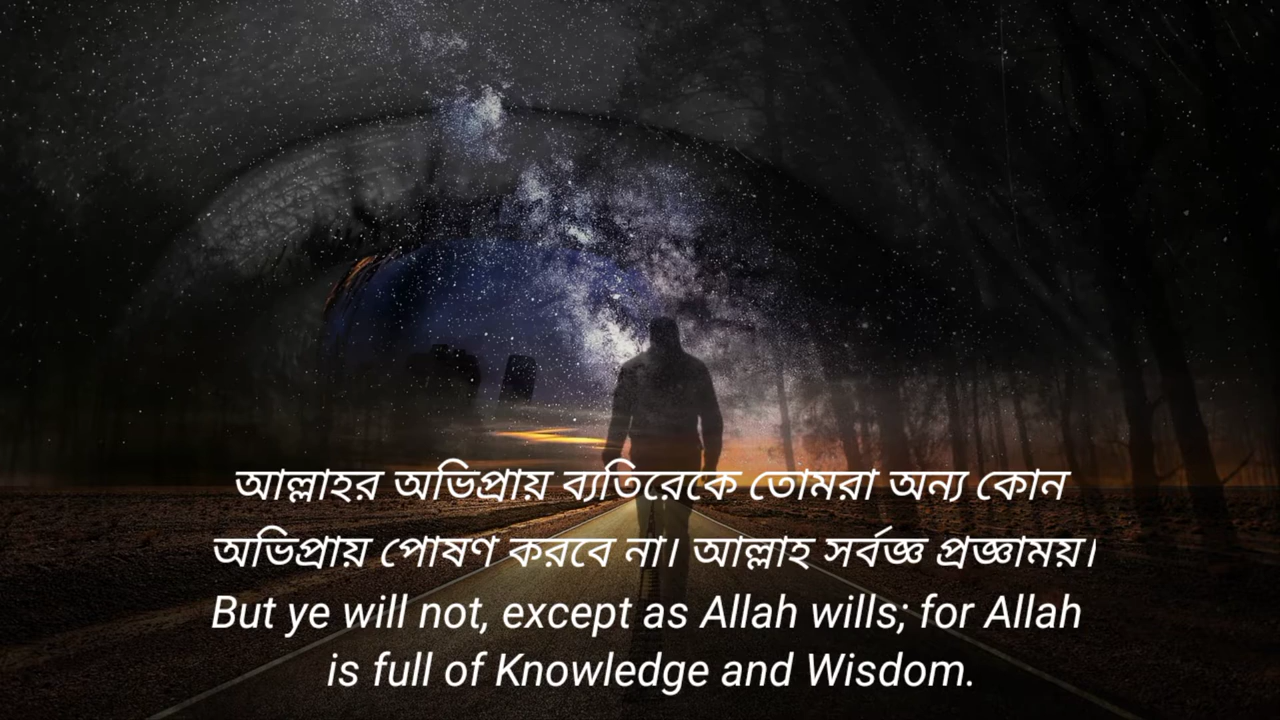 আল্লাহর অভিপ্রায় ব্যতিরেকে তোমরা অন্য কোন
অভিপ্রায় পোষণ করবে না। আল্লাহ সর্বজ্ঞ প্রজ্ঞাময়।
But ye will not, except as Allah wills; for Allah
is full of Knowledge and Wisdom.